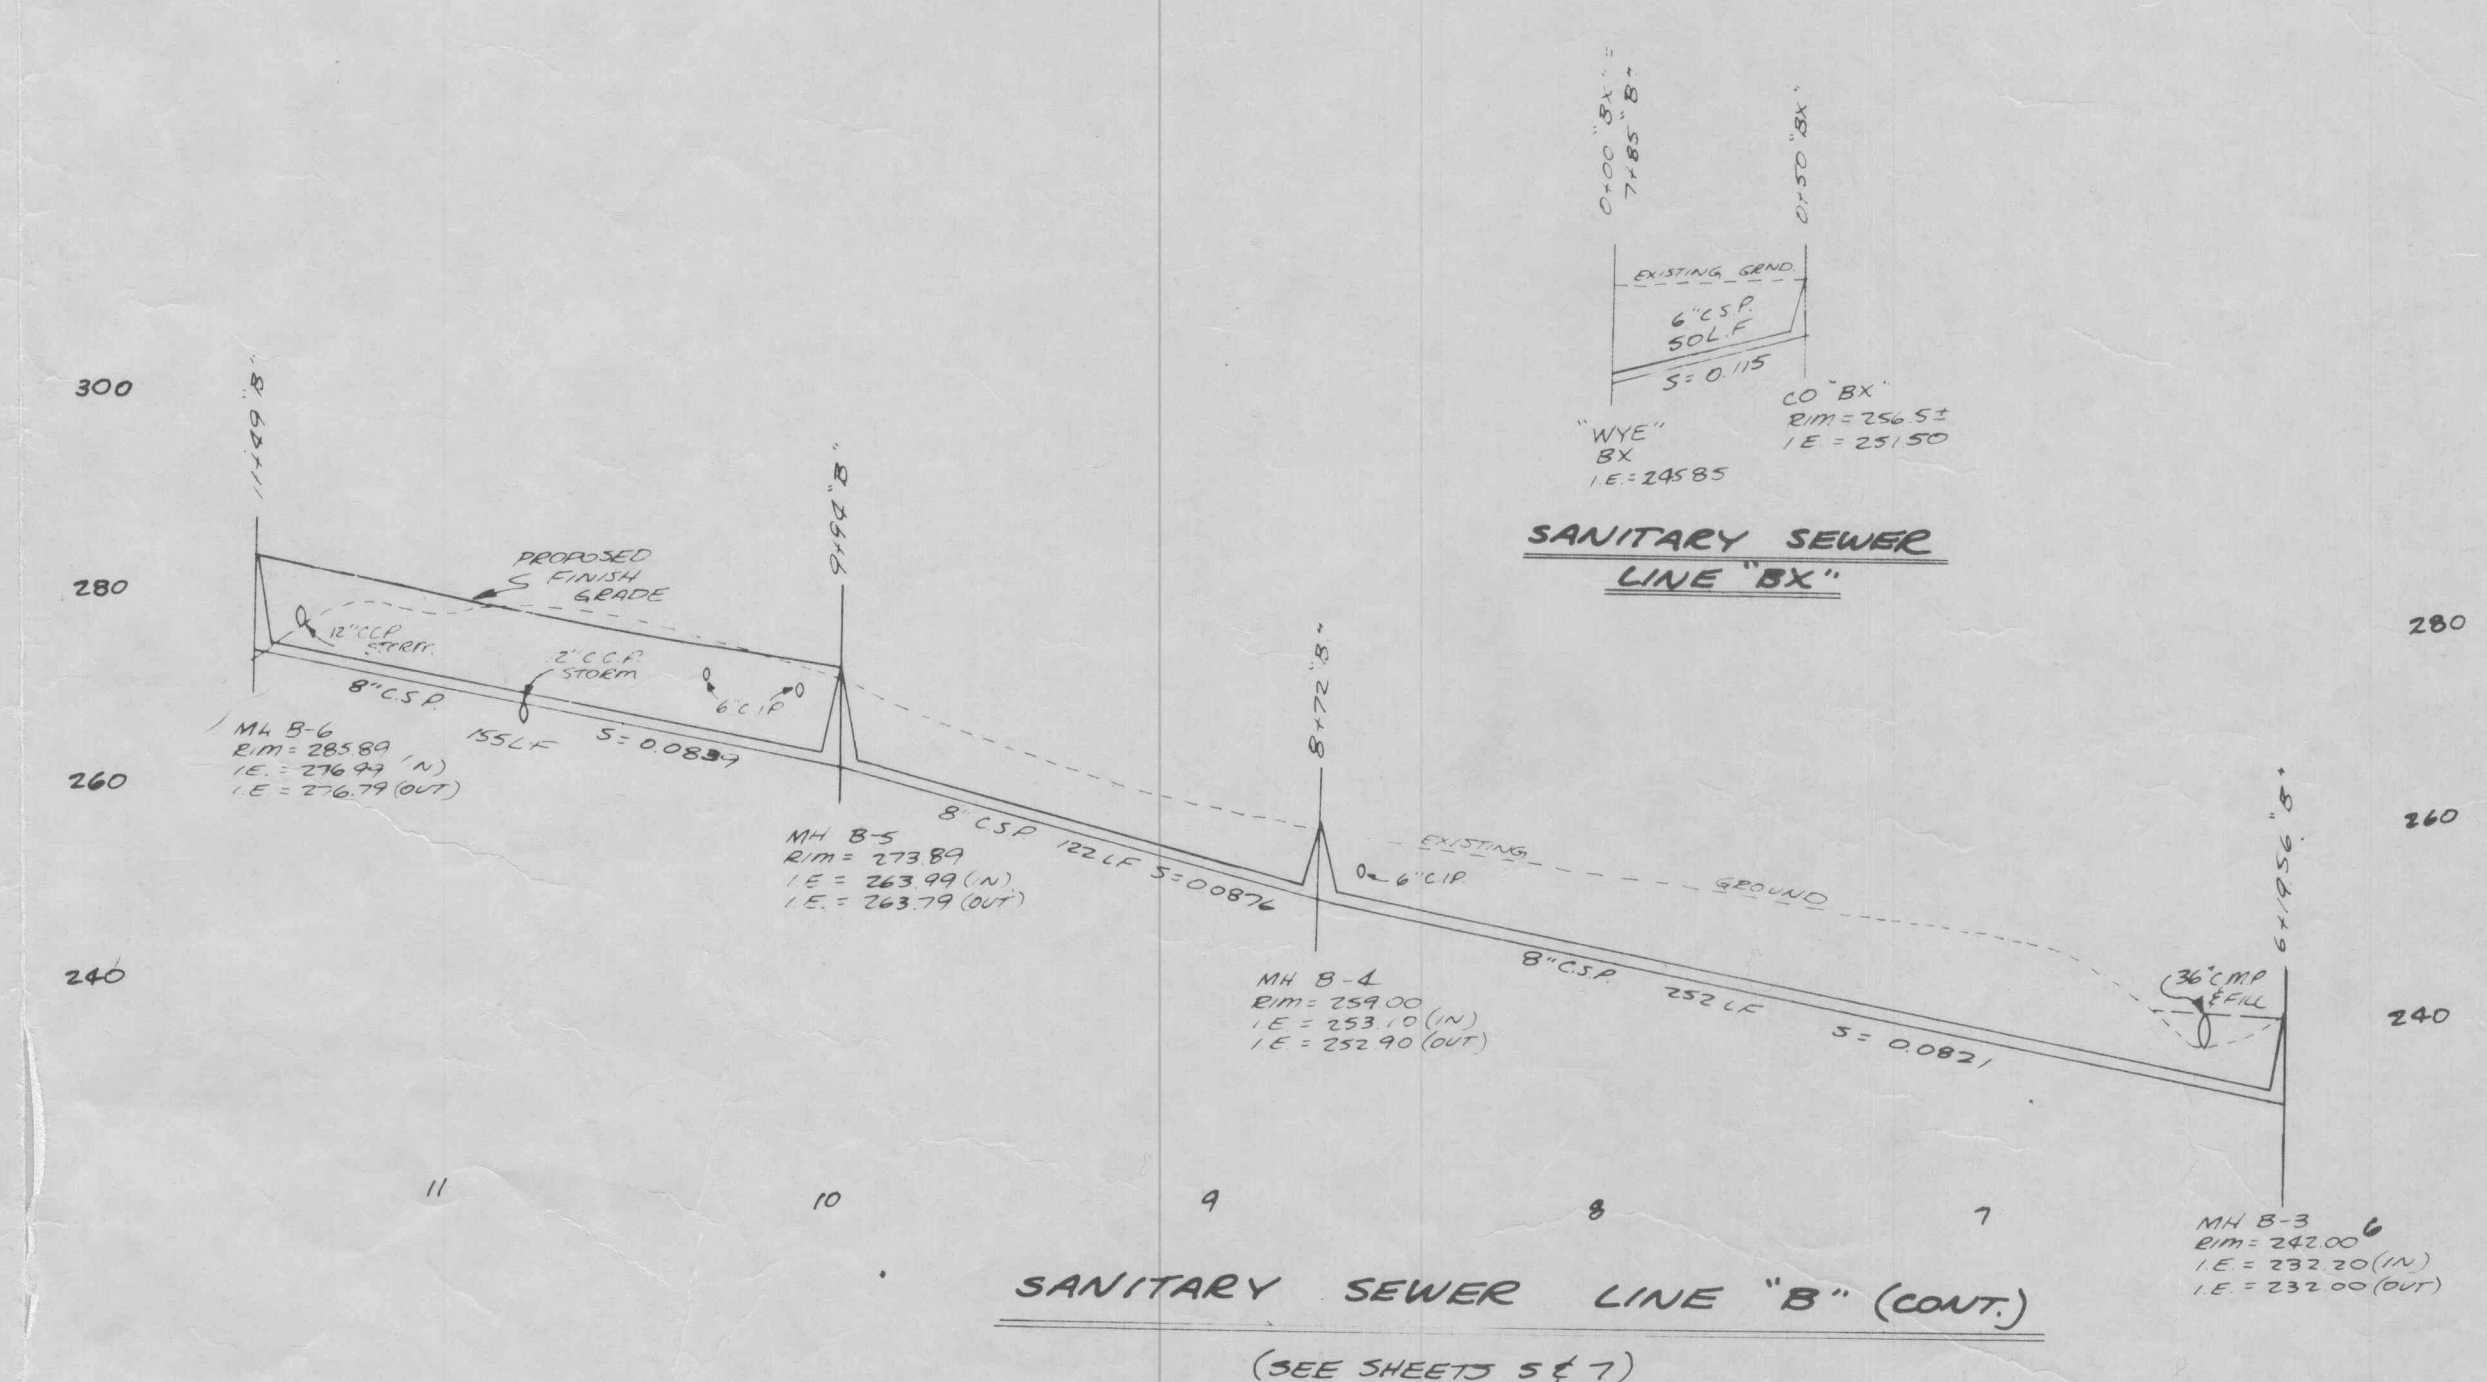 0+00 "BX" =
7+85 "B"
0+50 "BX"
EXISTING GRND.
6" C.S.P.
50 L.F.
S= 0.115
"WYE"
BX
I.E.= 245.85
CO "BX"
RIM = 256.5±
I.E. = 251.50
SANITARY SEWER
LINE "BX"
300
280
260
240
11+49 "B"
9+94 "B"
8+72 "B"
6+19.56 "B"
PROPOSED
FINISH
GRADE
12" C.C.P.
STORM
12" C.C.P.
STORM
6" C.I.P.
8" C.S.P.
155 LF
S= 0.0839
MH B-6
RIM = 285.89
I.E. = 276.99 (IN)
I.E. = 276.79 (OUT)
MH B-5
RIM = 273.89
I.E. = 263.99 (IN)
I.E. = 263.79 (OUT)
8" C.S.P. 122 LF S=0.0876
6" C.I.P.
EXISTING GROUND
MH B-4
RIM = 259.00
I.E. = 253.10 (IN)
I.E. = 252.90 (OUT)
8" C.S.P. 252 LF S= 0.0821
36" C.M.P.
& FILL
280
260
240
11 10 9 8 7 6
MH B-3
RIM = 242.00
I.E. = 232.20 (IN)
I.E. = 232.00 (OUT)
SANITARY SEWER LINE "B" (CONT.)
(SEE SHEETS 5 & 7)